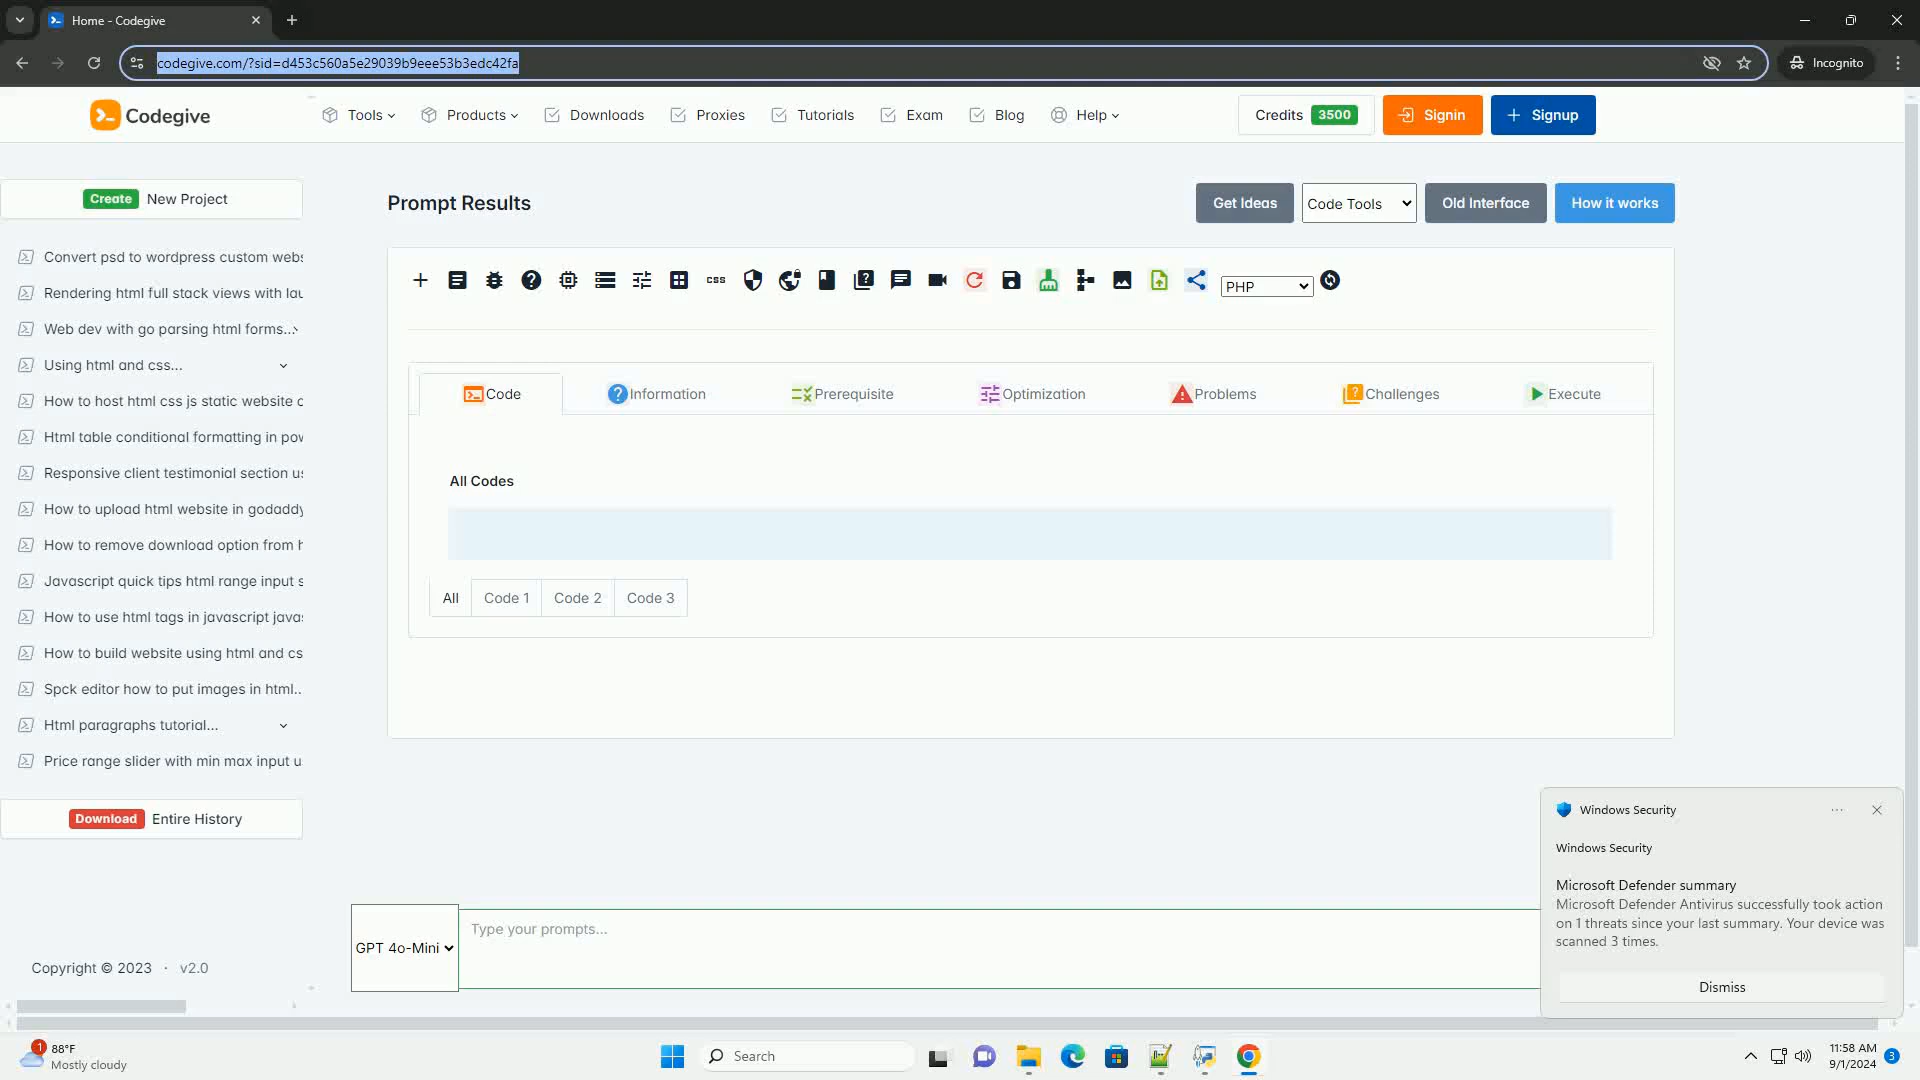 Home - Codegive
codegive.com/?sid=d453c560a5e29039b9eee53b3edc42fa
Incognito
Codegive
Tools
Products
Downloads
Proxies
Tutorials
Exam
Blog
Help
Credits 3500
Signin
Signup
Create New Project
Convert psd to wordpress custom webs
Rendering html full stack views with lau
Web dev with go parsing html forms...
Using html and css...
How to host html css js static website c
Html table conditional formatting in pow
Responsive client testimonial section us
How to upload html website in godaddy
How to remove download option from h
Javascript quick tips html range input s
How to use html tags in javascript javas
How to build website using html and cs
Spck editor how to put images in html...
Html paragraphs tutorial...
Price range slider with min max input u
Download Entire History
Copyright © 2023 · v2.0
Prompt Results
Get Ideas
Code Tools
Old Interface
How it works
css
PHP
Code
Information
Prerequisite
Optimization
Problems
Challenges
Execute
All Codes
All
Code 1
Code 2
Code 3
GPT 4o-Mini
Type your prompts...
Windows Security
Windows Security
Microsoft Defender summary
Microsoft Defender Antivirus successfully took action
on 1 threats since your last summary. Your device was
scanned 3 times.
Dismiss
1
88°F
Mostly cloudy
Search
11:58 AM
9/1/2024
3